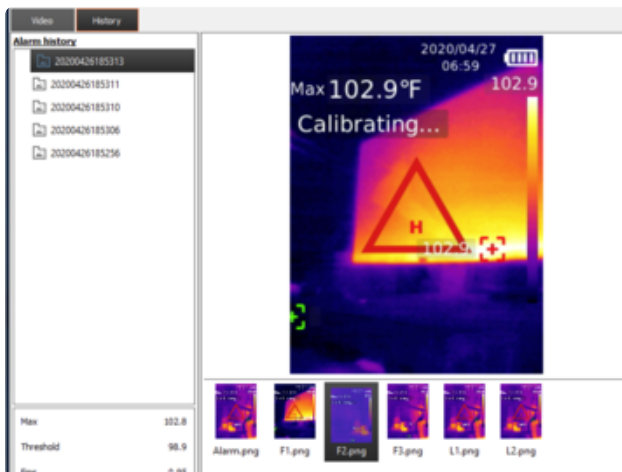 Video History
Alarm history
20200426185313
20200426185311
20200426185310
20200426185306
20200426185256
2020/04/27
06:59
Max 102.9°F
102.9
Calibrating...
H
102.9
Alarm.png F1.png F2.png F3.png L1.png L2.png
Max 102.8
Threshold 98.9